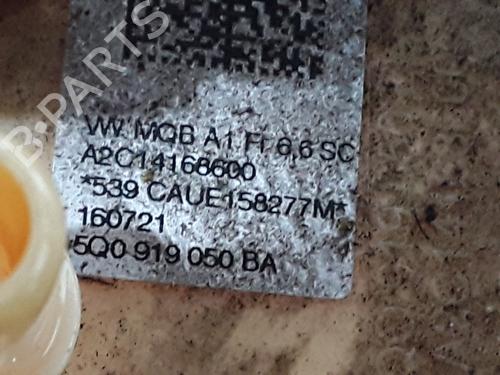 B-PARTS
VW MQB A1 FI 6,6 SC
A2C14168600
*539 CAUE158277M*
160721
5Q0 919 050 BA